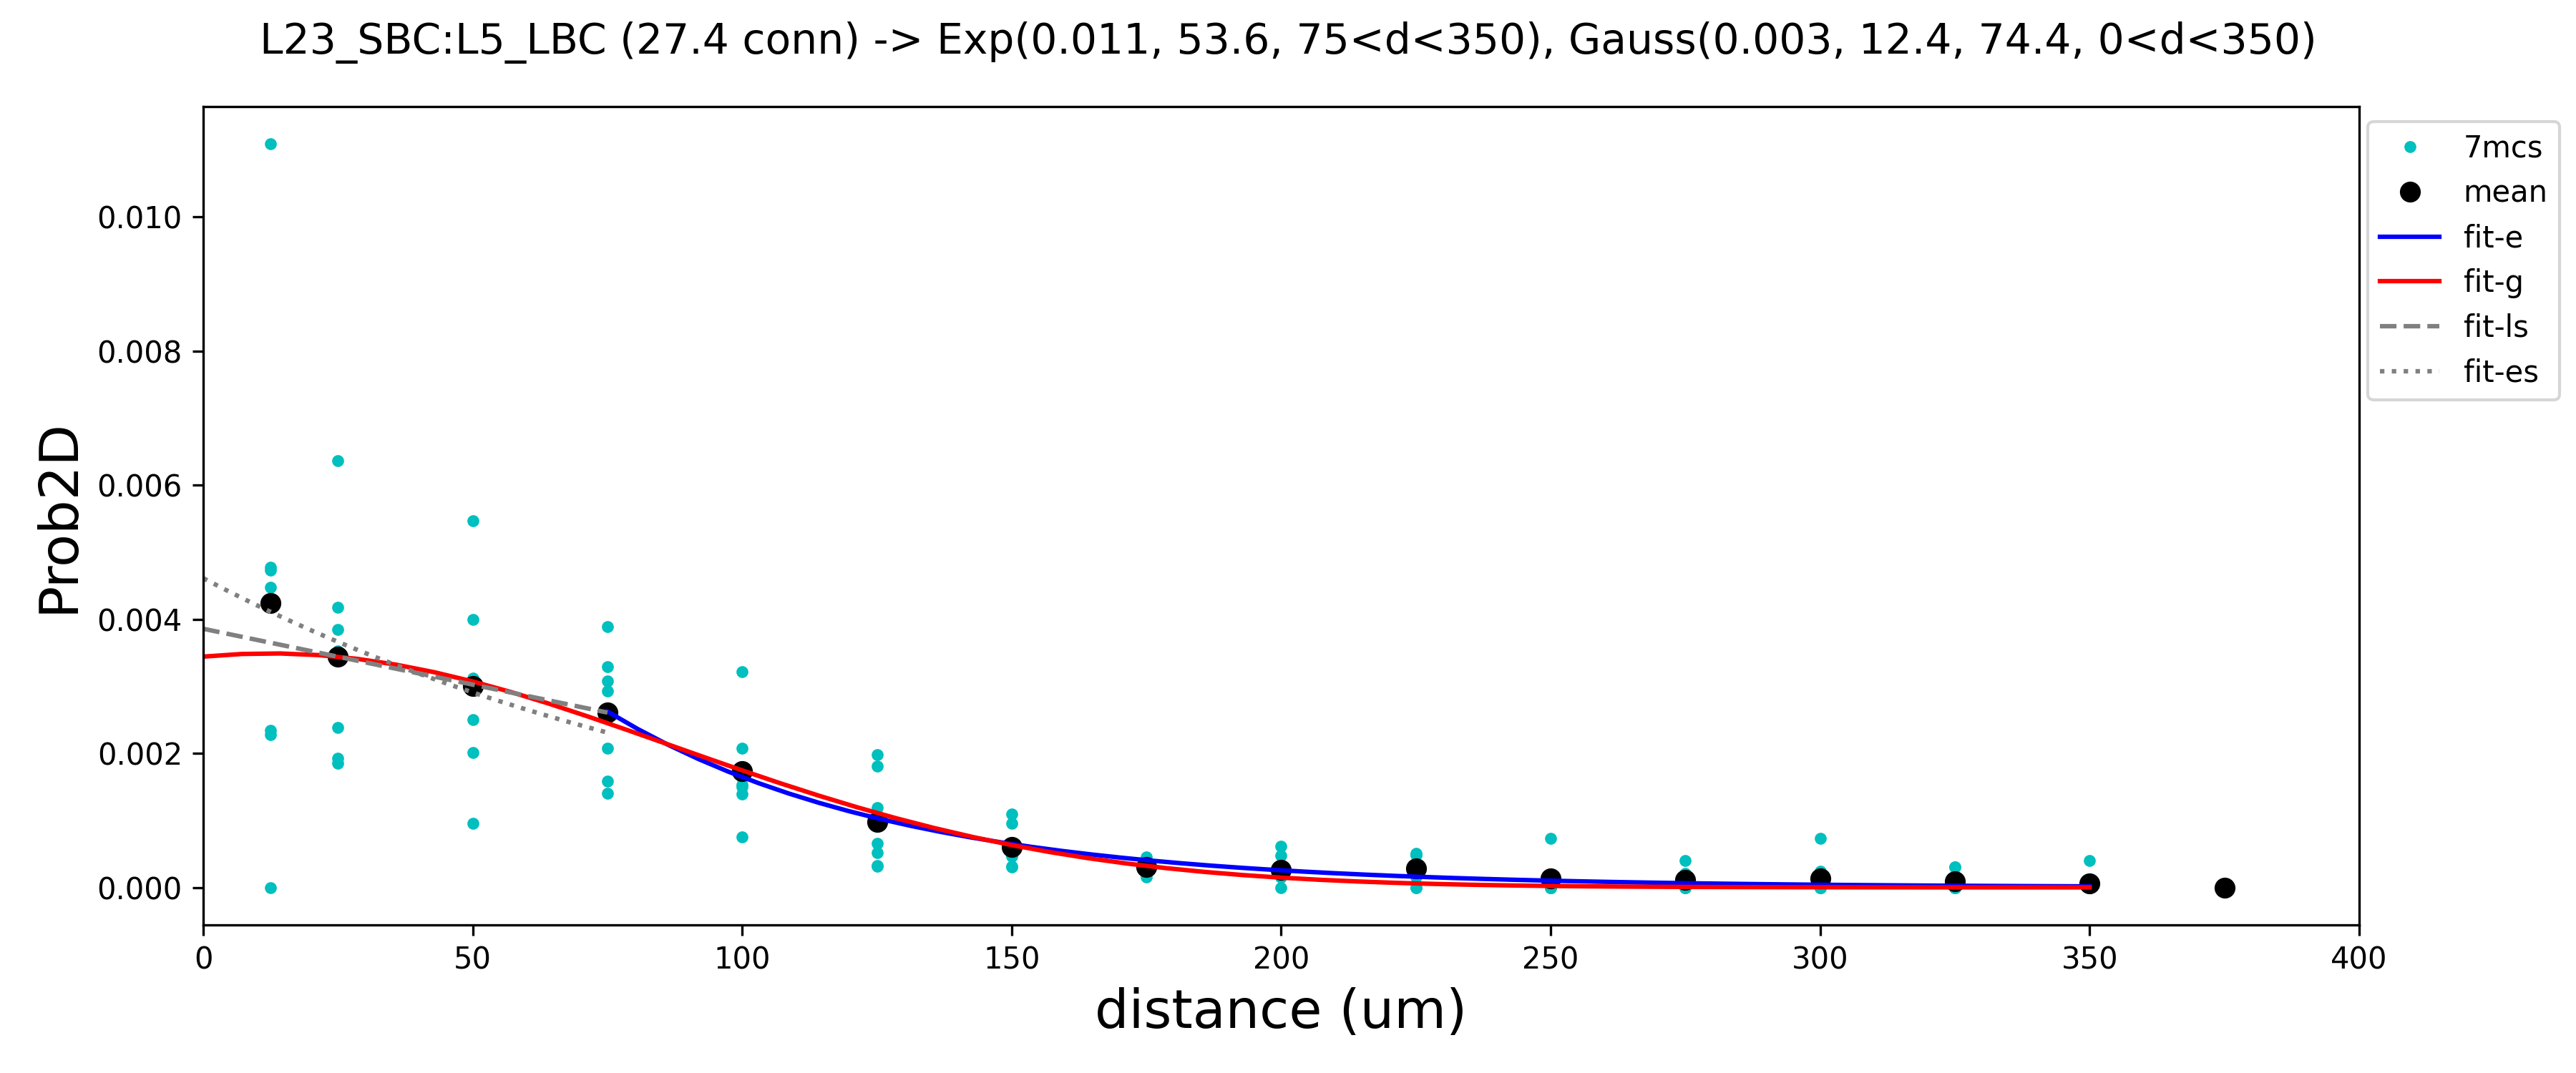 L23_SBC:L5_LBC (27.4 conn) -> Exp(0.011, 53.6, 75<d<350), Gauss(0.003, 12.4, 74.4, 0<d<350)
7mcs
mean
fit-e
fit-g
fit-ls
fit-es
0.010
0.008
0.006
0.004
0.002
0.000
Prob2D
0 50 100 150 200 250 300 350 400
distance (um)